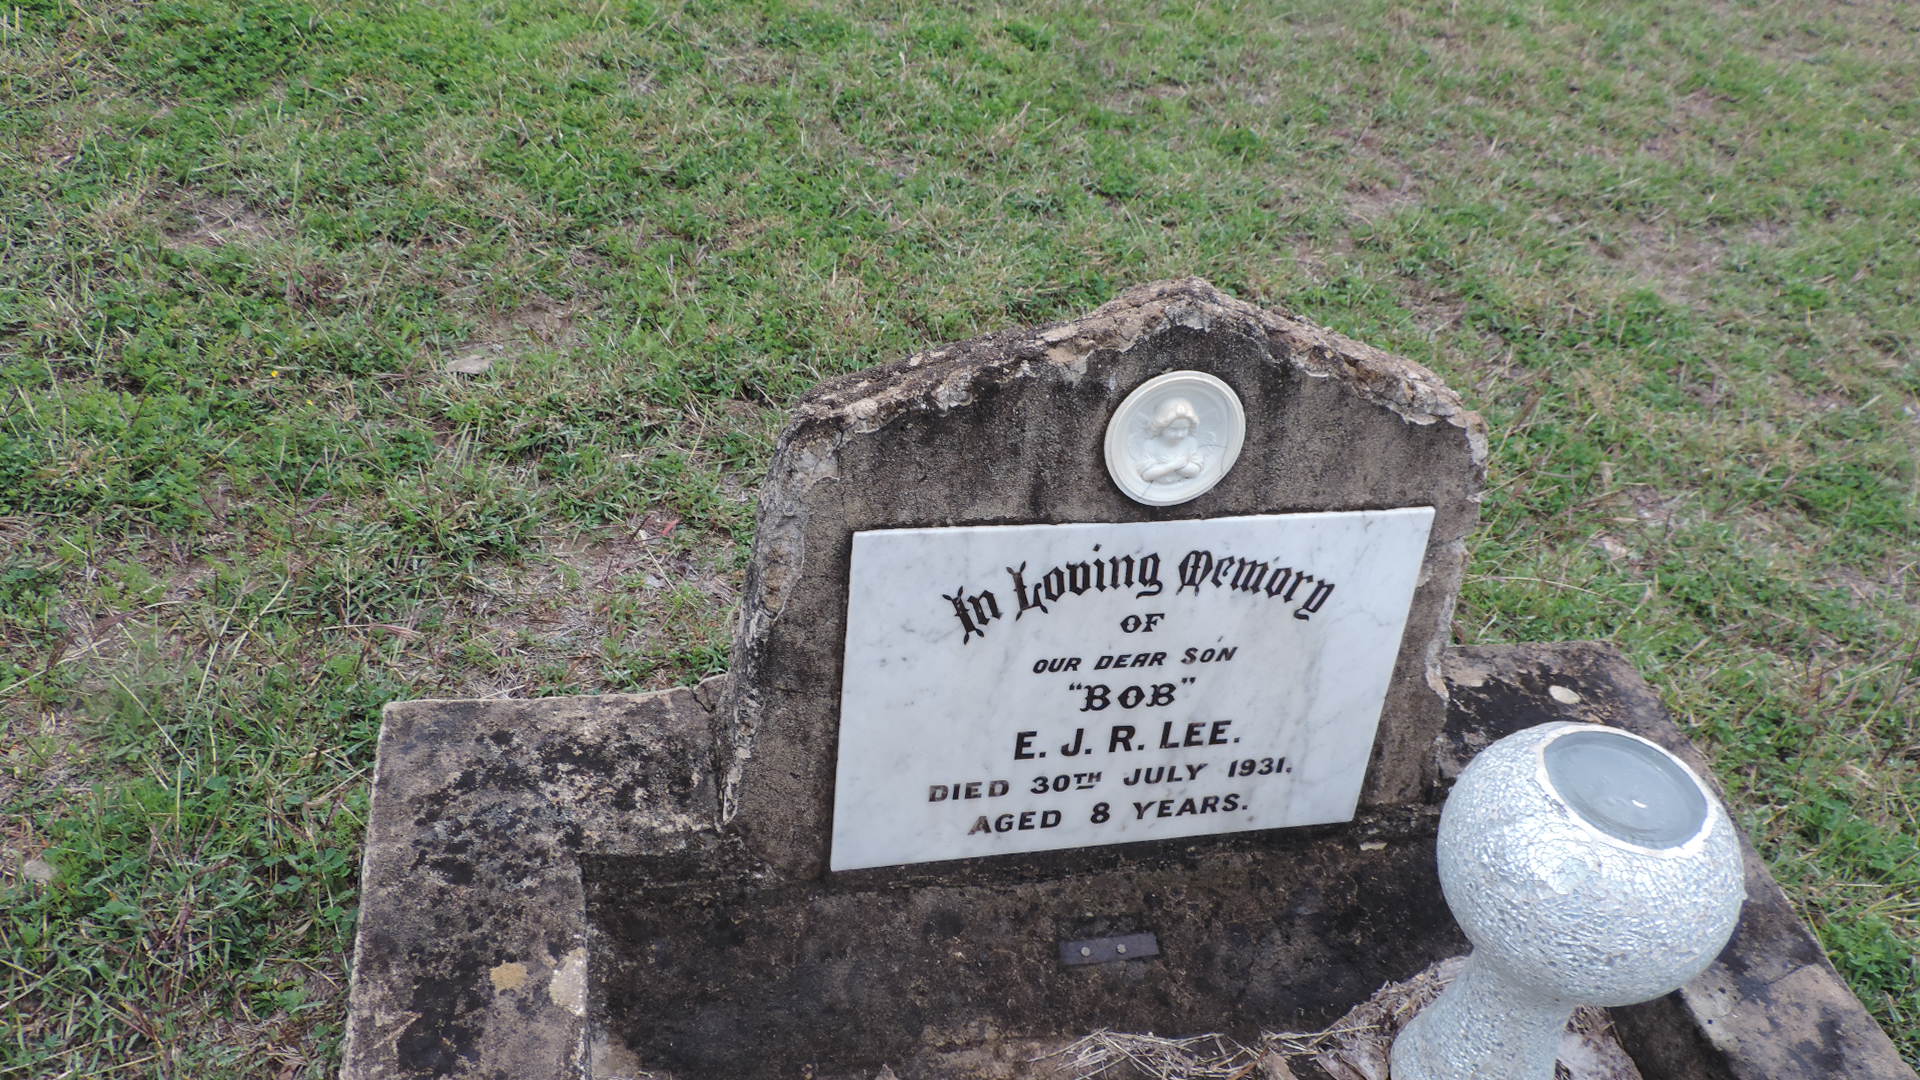 In Loving Memory
OF
OUR DEAR SON
"BOB"
E. J. R. LEE.
DIED 30TH JULY 1931.
AGED 8 YEARS.